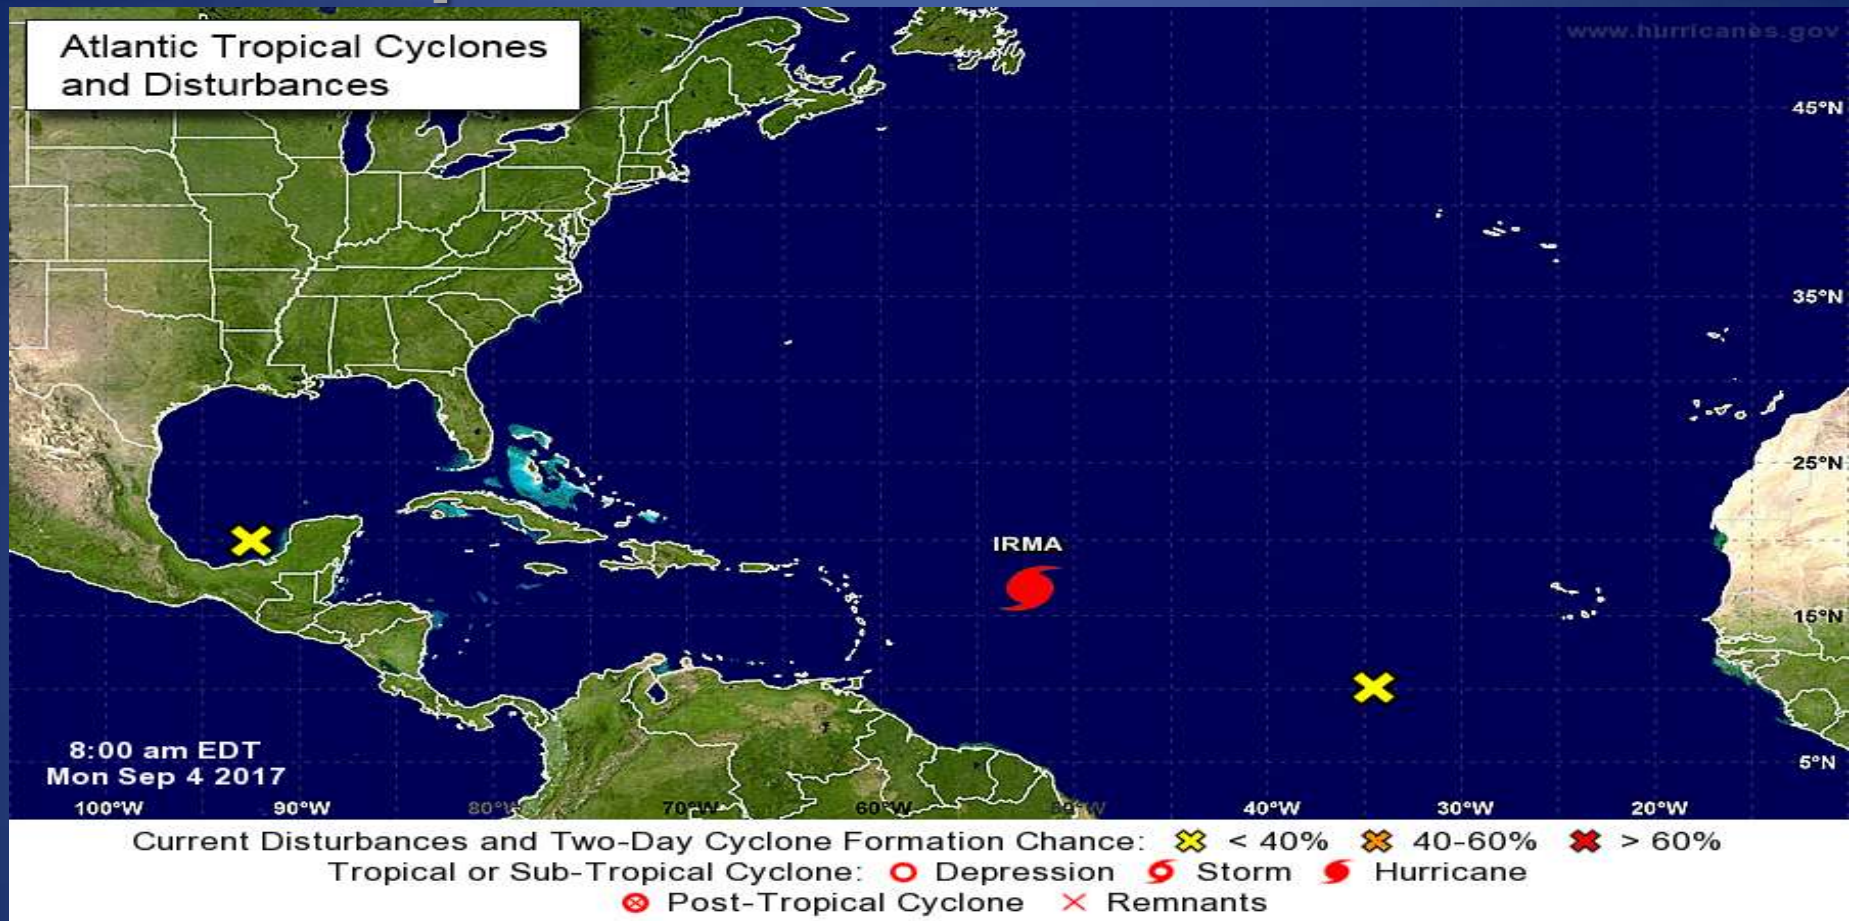 www.hurricanes.gov
Atlantic Tropical Cyclones
and Disturbances
45°N
35°N
25°N
IRMA
15°N
8:00 am EDT
Mon Sep 4 2017
5°N
100°W 90°W 80°W 70°W 60°W 50°W 40°W 30°W 20°W
Current Disturbances and Two-Day Cyclone Formation Chance: < 40% 40-60% > 60%
Tropical or Sub-Tropical Cyclone: Depression Storm Hurricane
Post-Tropical Cyclone Remnants